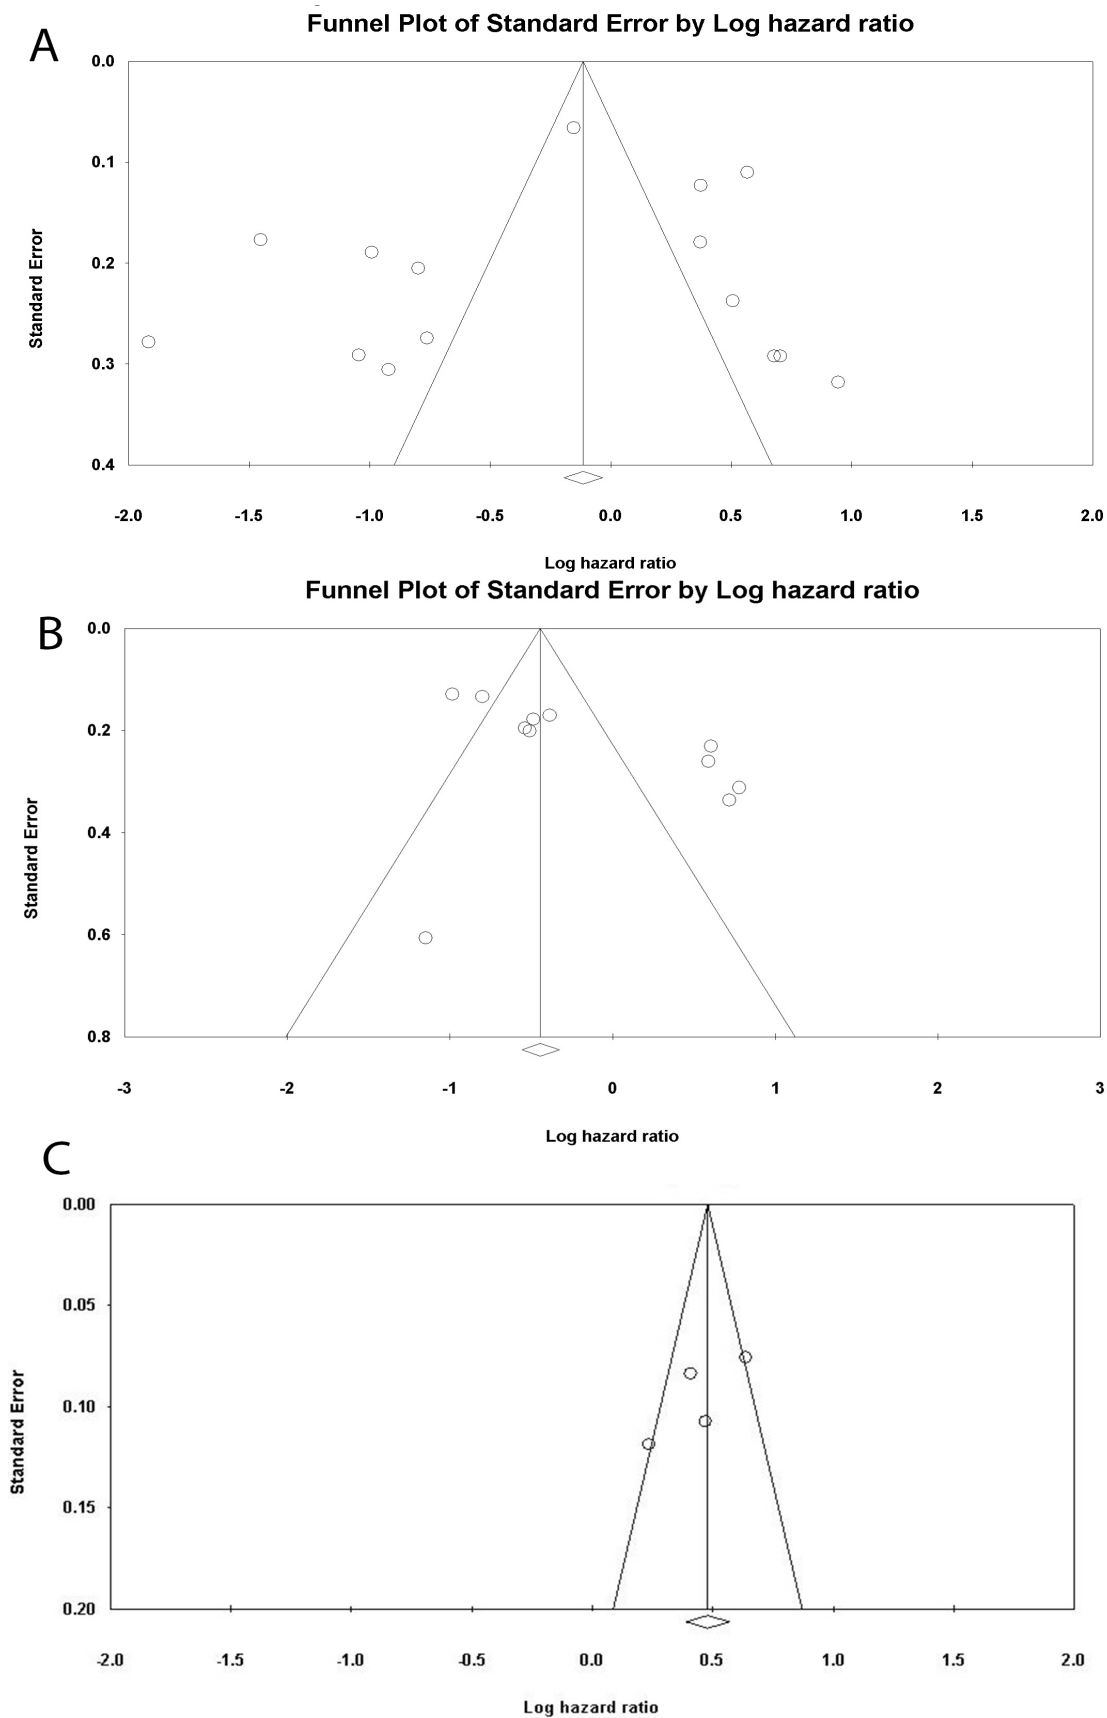 Funnel Plot of Standard Error by Log hazard ratio
A
0.0
0.1
0.2
0.3
0.4
Standard Error
-2.0 -1.5 -1.0 -0.5 0.0 0.5 1.0 1.5 2.0
Log hazard ratio
Funnel Plot of Standard Error by Log hazard ratio
B
0.0
0.2
0.4
0.6
0.8
Standard Error
-3 -2 -1 0 1 2 3
Log hazard ratio
C
0.00
0.05
0.10
0.15
0.20
Standard Error
-2.0 -1.5 -1.0 -0.5 0.0 0.5 1.0 1.5 2.0
Log hazard ratio